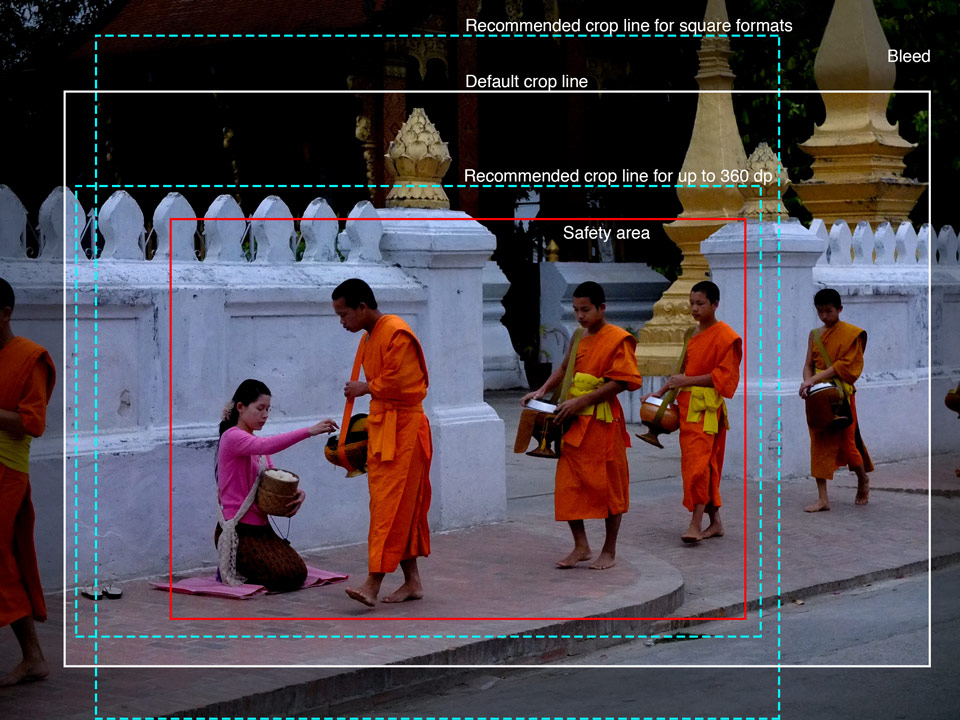 Recommended crop line for square formats
Bleed
Default crop line
Recommended crop line for up to 360 dp
Safety area